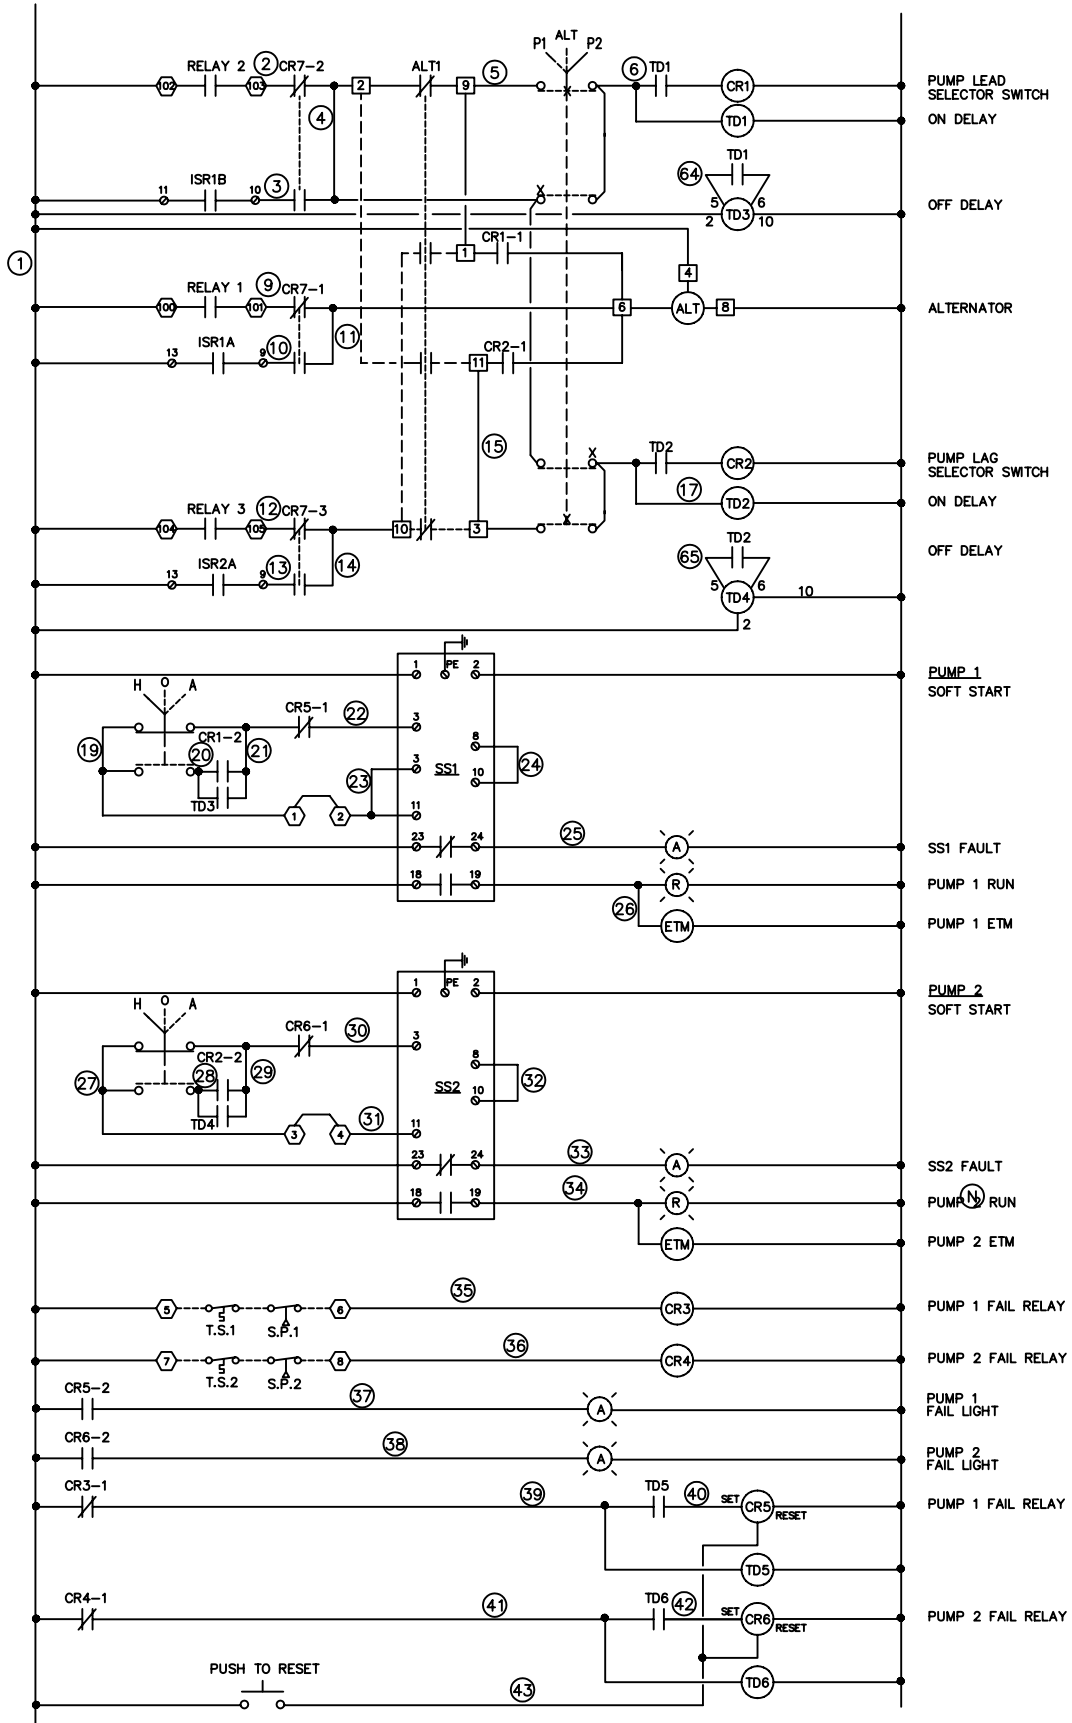 P1 ALT P2
102 RELAY 2 103 2 CR7-2 2 ALT1 9 5 6 TD1 CR1 PUMP LEAD
SELECTOR SWITCH
4 TD1 ON DELAY
11 ISR1B 10 3 X X 64 TD1
5 6
2 TD3 10 OFF DELAY
1 1 CR1-1 4
100 RELAY 1 101 9 CR7-1 6 ALT 8 ALTERNATOR
13 ISR1A 9 10 11 11 CR2-1
15 X TD2 CR2 PUMP LAG
SELECTOR SWITCH
17 TD2 ON DELAY
104 RELAY 3 105 12 CR7-3 10 3 X
13 ISR2A 9 13 14 65 TD2
5 6 OFF DELAY
TD4 10
2
1 PE 2 PUMP 1
SOFT START
H O A
CR5-1 22 3
19 CR1-2 8
20 21 3 SS1 24
TD3 23 10
1 2 11
23 24 25 A SS1 FAULT
18 19 R PUMP 1 RUN
26 ETM PUMP 1 ETM
1 PE 2 PUMP 2
SOFT START
H O A
CR6-1 30 3
CR2-2 8
27 28 29 SS2 10 32
TD4
3 4 31 11
23 24 33 A SS2 FAULT
18 19 34 R PUMP 2 RUN
N
ETM PUMP 2 ETM
5 T.S.1 S.P.1 6 35 CR3 PUMP 1 FAIL RELAY
7 T.S.2 S.P.2 8 36 CR4 PUMP 2 FAIL RELAY
CR5-2 37 A PUMP 1
FAIL LIGHT
CR6-2 38 A PUMP 2
FAIL LIGHT
CR3-1 39 TD5 40 SET CR5 RESET PUMP 1 FAIL RELAY
TD5
CR4-1 41 TD6 42 SET CR6 RESET PUMP 2 FAIL RELAY
TD6
PUSH TO RESET 43